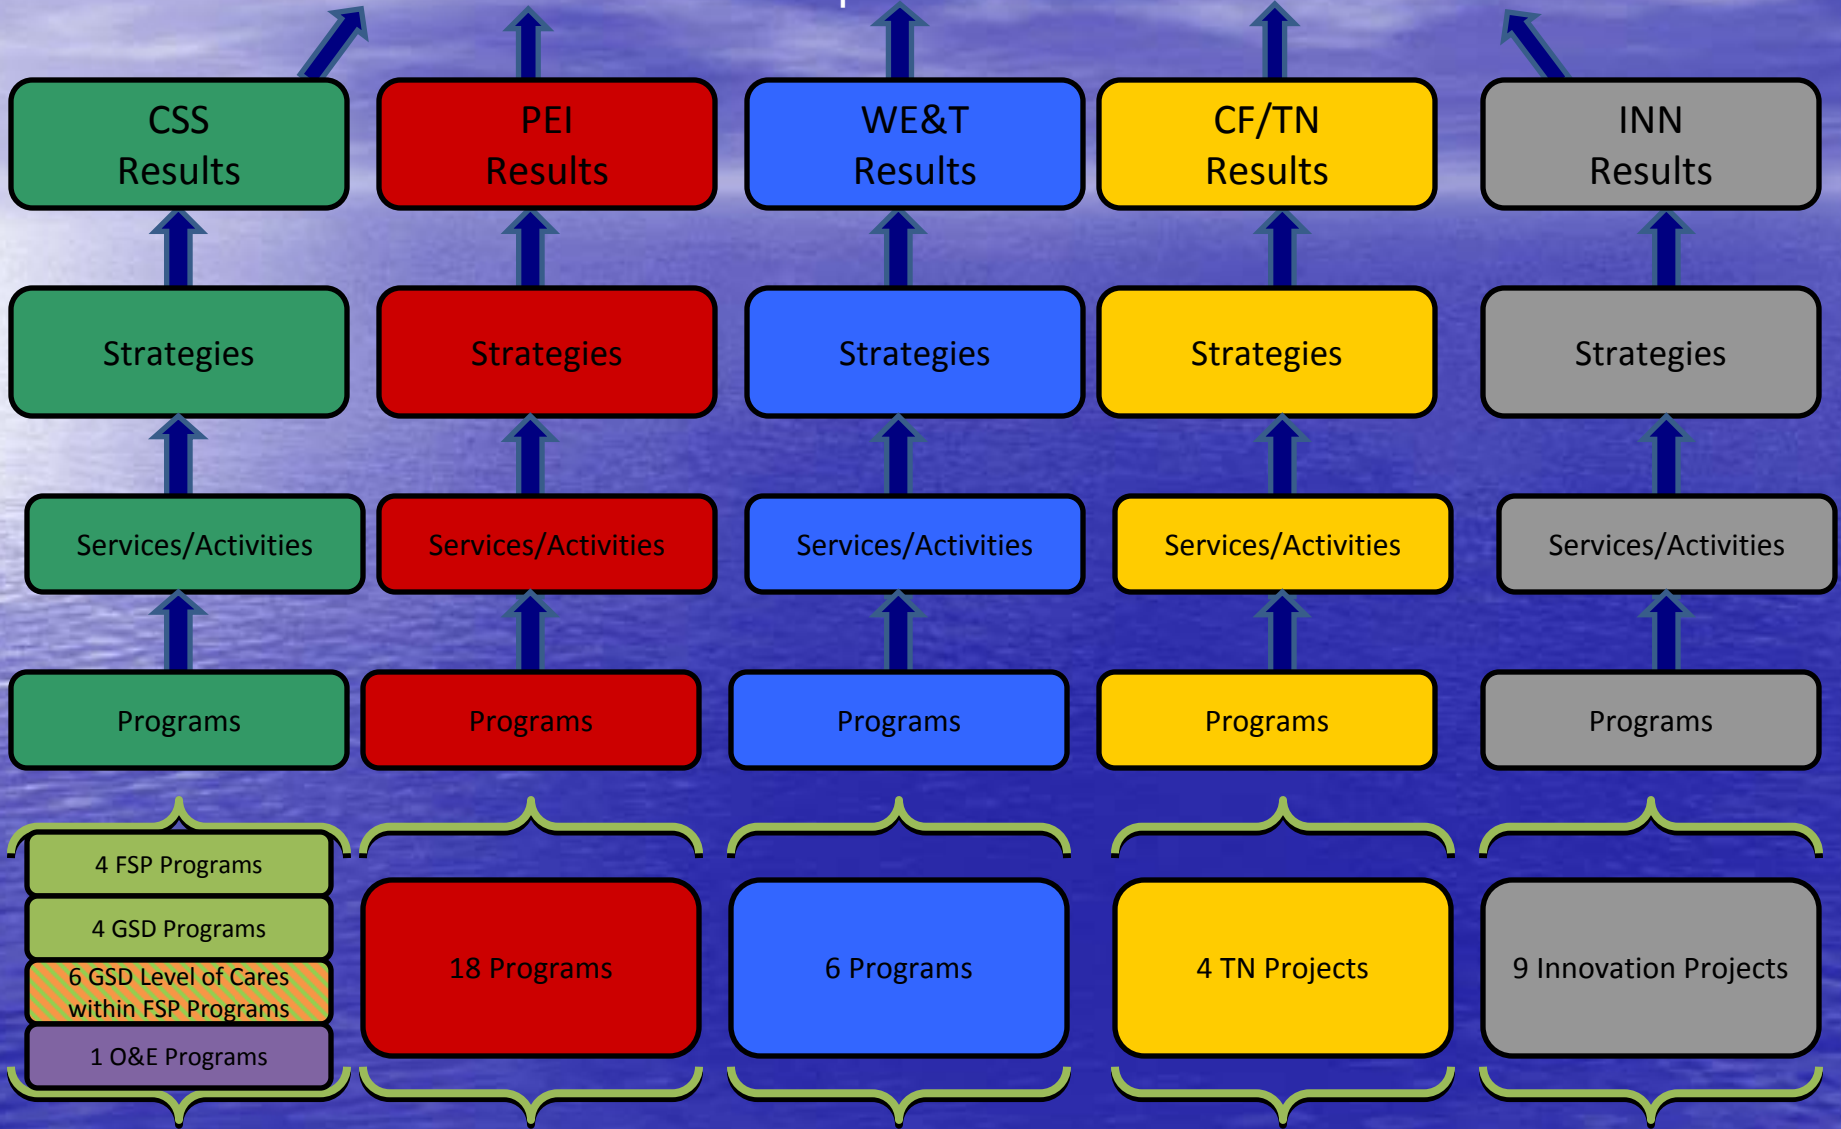 CSS
Results
PEI
Results
WE&T
Results
CF/TN
Results
INN
Results
Strategies
Strategies
Strategies
Strategies
Strategies
Services/Activities
Services/Activities
Services/Activities
Services/Activities
Services/Activities
Programs
Programs
Programs
Programs
Programs
4 FSP Programs
4 GSD Programs
6 GSD Level of Cares
within FSP Programs
1 O&E Programs
18 Programs
6 Programs
4 TN Projects
9 Innovation Projects